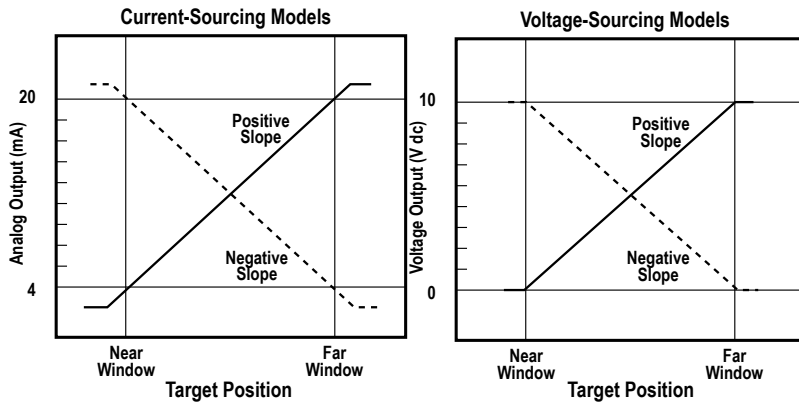 Current-Sourcing Models
20
4
Analog Output (mA)
Positive
Slope
Negative
Slope
Near
Window
Far
Window
Target Position
Voltage-Sourcing Models
10
0
Voltage Output (V dc)
Positive
Slope
Negative
Slope
Near
Window
Far
Window
Target Position